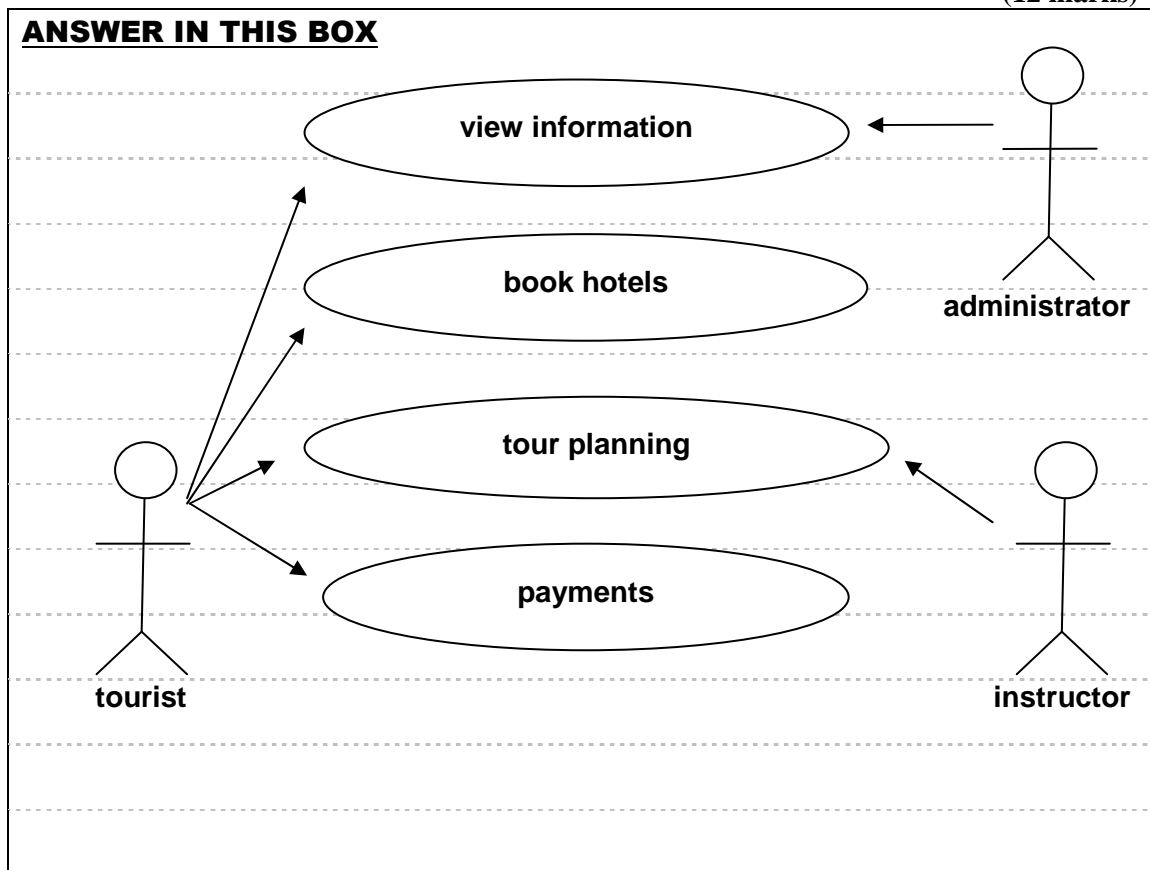 (12 marks)
ANSWER IN THIS BOX
view information
book hotels
administrator
tour planning
payments
tourist
instructor